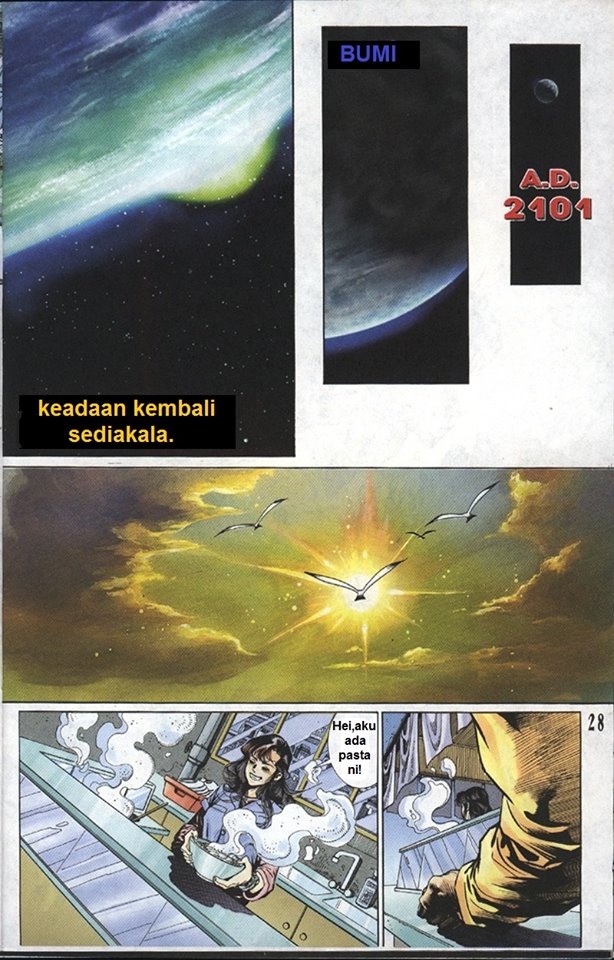 A.D.
2101
BUMI
keadaan kembali
sediakala.
Hei,aku
ada
pasta
ni!
28